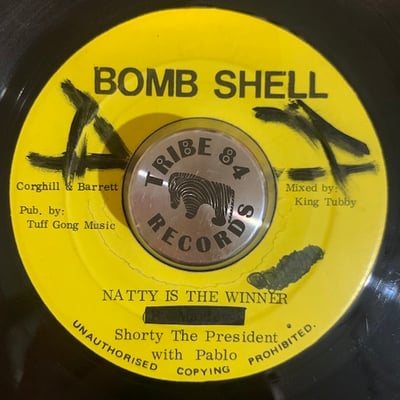 BOMB SHELL
TRIBE 84
RECORDS
Corghill & Barrett
Pub. by:
Tuff Gong Music
Mixed by:
King Tubby
NATTY IS THE WINNER
Shorty The President
with Pablo
UNAUTHORISED COPYING PROHIBITED.